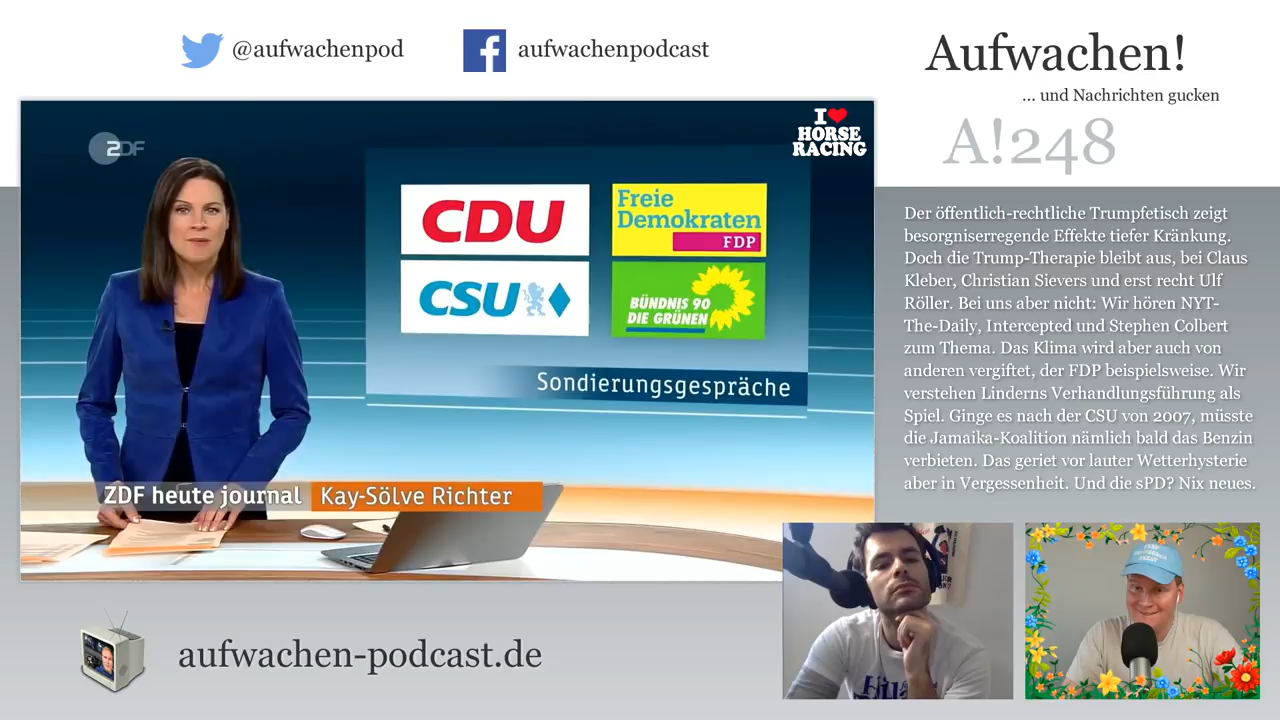 @aufwachenpod
aufwachenpodcast
Aufwachen!
... und Nachrichten gucken
A!248
ZDF
I
HORSE
RACING
CDU
Freie
Demokraten
FDP
CSU
BÜNDNIS 90
DIE GRÜNEN
Sondierungsgespräche
ZDF heute journal Kay-Sölve Richter
Der öffentlich-rechtliche Trumpfetisch zeigt
besorgniserregende Effekte tiefer Kränkung.
Doch die Trump-Therapie bleibt aus, bei Claus
Kleber, Christian Sievers und erst recht Ulf
Röller. Bei uns aber nicht: Wir hören NYT-
The-Daily, Intercepted und Stephen Colbert
zum Thema. Das Klima wird aber auch von
anderen vergiftet, der FDP beispielsweise. Wir
verstehen Linderns Verhandlungsführung als
Spiel. Ginge es nach der CSU von 2007, müsste
die Jamaika-Koalition nämlich bald das Benzin
verbieten. Das geriet vor lauter Wetterhysterie
aber in Vergessenheit. Und die sPD? Nix neues.
aufwachen-podcast.de